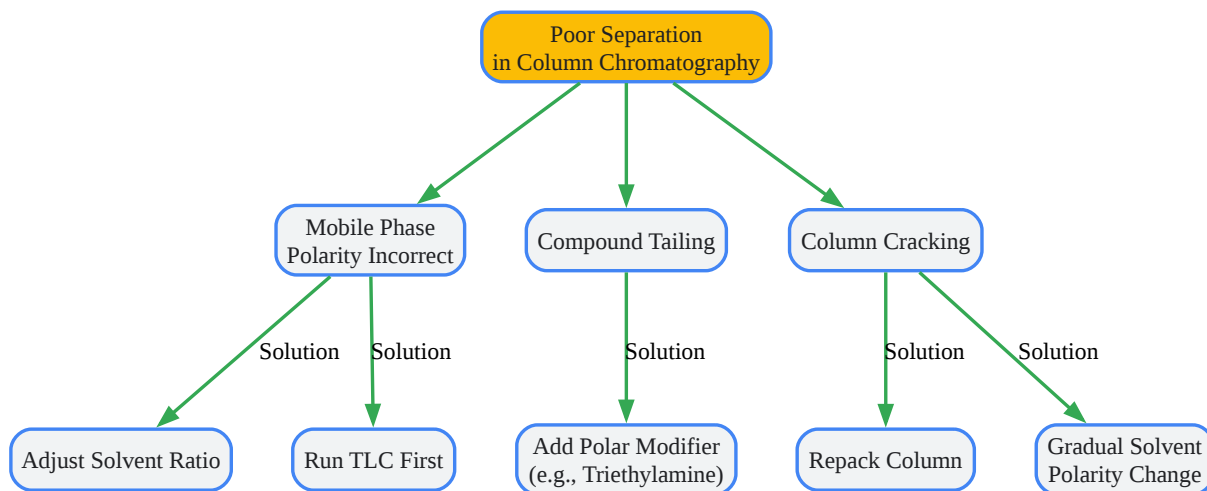 Poor Separation
in Column Chromatography
Mobile Phase
Polarity Incorrect
Compound Tailing
Column Cracking
Solution
Solution
Solution
Solution
Solution
Adjust Solvent Ratio
Run TLC First
Add Polar Modifier
(e.g., Triethylamine)
Repack Column
Gradual Solvent
Polarity Change